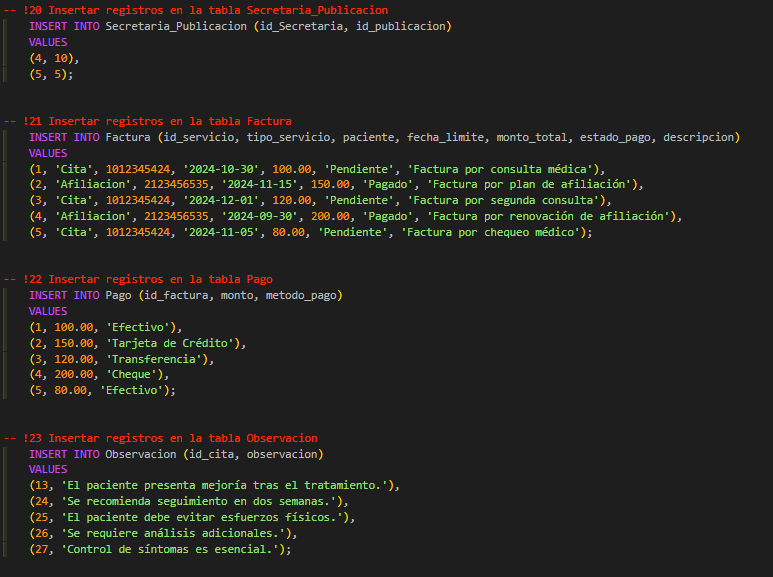 -- !20 Insertar registros en la tabla Secretaria_Publicacion
INSERT INTO Secretaria_Publicacion (id_Secretaria, id_publicacion)
VALUES
(4, 10),
(5, 5);
-- !21 Insertar registros en la tabla Factura
INSERT INTO Factura (id_servicio, tipo_servicio, paciente, fecha_limite, monto_total, estado_pago, descripcion)
VALUES
(1, 'Cita', 1012345424, '2024-10-30', 100.00, 'Pendiente', 'Factura por consulta médica'),
(2, 'Afiliacion', 2123456535, '2024-11-15', 150.00, 'Pagado', 'Factura por plan de afiliación'),
(3, 'Cita', 1012345424, '2024-12-01', 120.00, 'Pendiente', 'Factura por segunda consulta'),
(4, 'Afiliacion', 2123456535, '2024-09-30', 200.00, 'Pagado', 'Factura por renovación de afiliación'),
(5, 'Cita', 1012345424, '2024-11-05', 80.00, 'Pendiente', 'Factura por chequeo médico');
-- !22 Insertar registros en la tabla Pago
INSERT INTO Pago (id_factura, monto, metodo_pago)
VALUES
(1, 100.00, 'Efectivo'),
(2, 150.00, 'Tarjeta de Crédito'),
(3, 120.00, 'Transferencia'),
(4, 200.00, 'Cheque'),
(5, 80.00, 'Efectivo');
-- !23 Insertar registros en la tabla Observacion
INSERT INTO Observacion (id_cita, observacion)
VALUES
(13, 'El paciente presenta mejoría tras el tratamiento.'),
(24, 'Se recomienda seguimiento en dos semanas.'),
(25, 'El paciente debe evitar esfuerzos físicos.'),
(26, 'Se requiere análisis adicionales.'),
(27, 'Control de síntomas es esencial.');